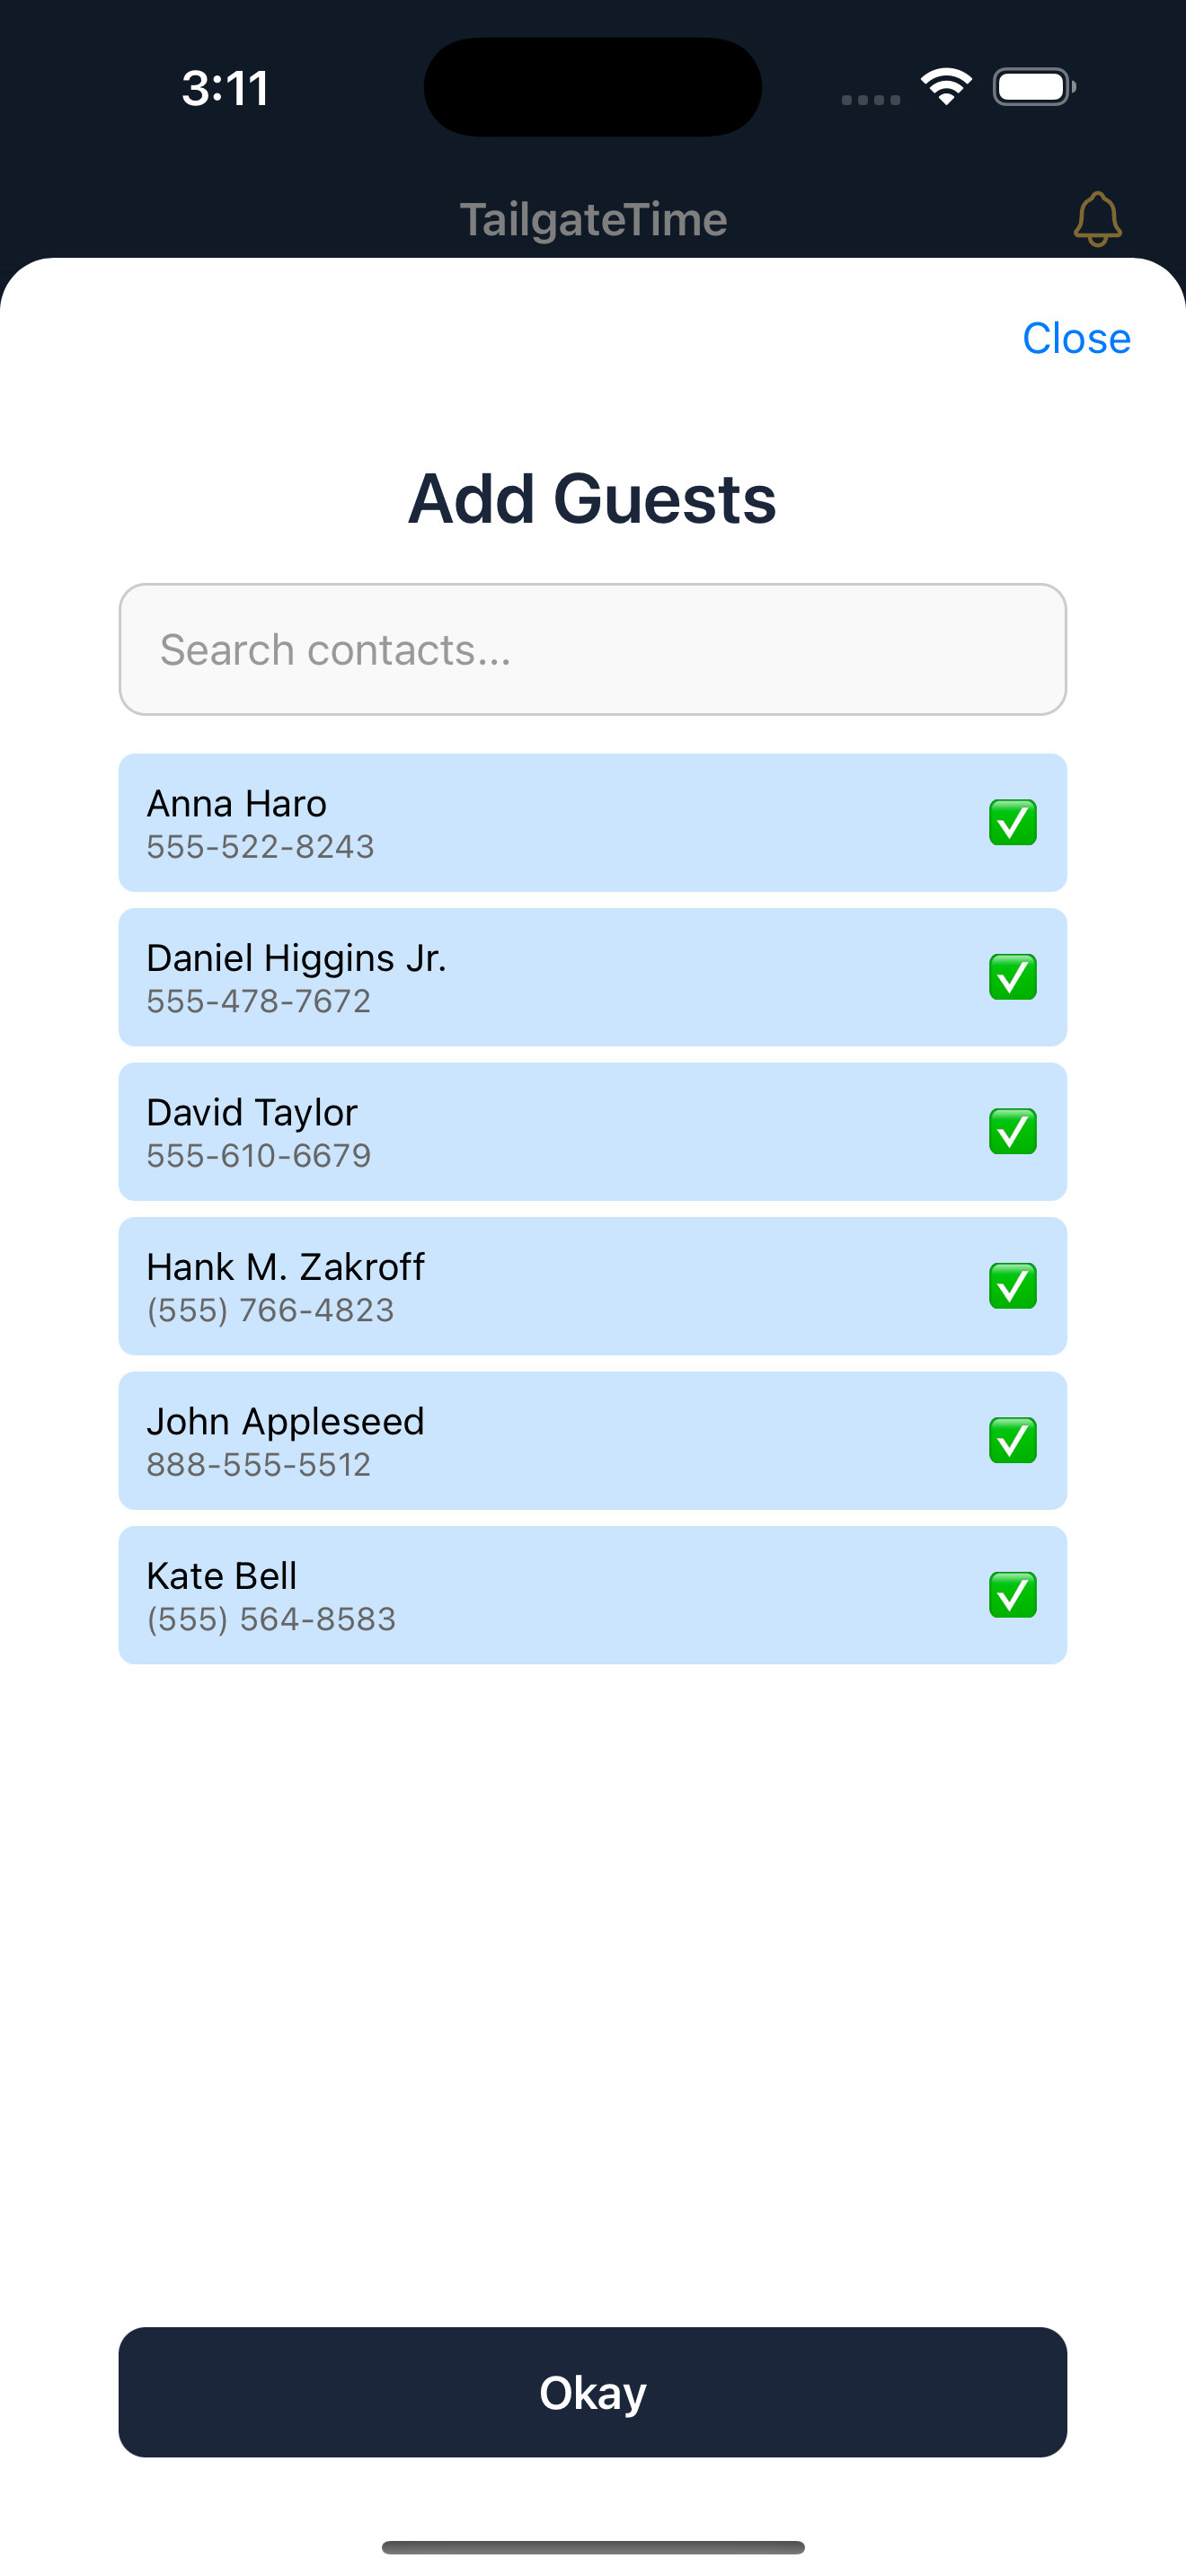 3:11
TailgateTime
Close
Add Guests
Search contacts...
Anna Haro
555-522-8243
Daniel Higgins Jr.
555-478-7672
David Taylor
555-610-6679
Hank M. Zakroff
(555) 766-4823
John Appleseed
888-555-5512
Kate Bell
(555) 564-8583
Okay